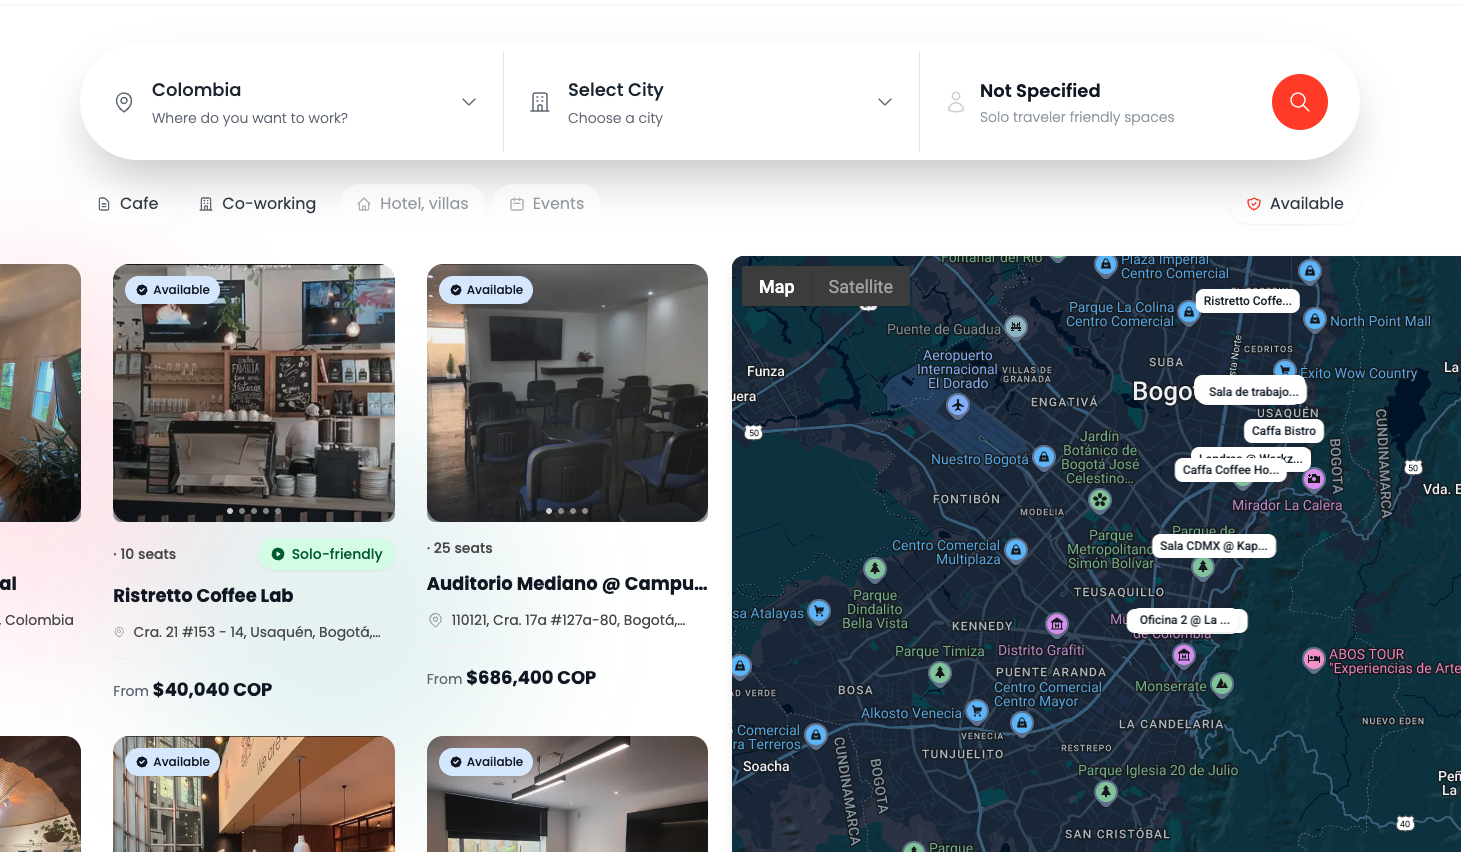 Colombia
Where do you want to work?
Select City
Choose a city
Not Specified
Solo traveler friendly spaces
Cafe
Co-working
Hotel, villas
Events
Available
Available
Available
· 10 seats
Solo-friendly
Ristretto Coffee Lab
Cra. 21 #153 - 14, Usaquén, Bogotá,...
From $40,040 COP
· 25 seats
Auditorio Mediano @ Campu...
110121, Cra. 17a #127a-80, Bogotá,...
From $686,400 COP
al
, Colombia
Available
We are
Available
FAMILIA
Map
Satellite
Fontanar del Río
Plaza Imperial
Centro Comercial
Parque La Colina
Centro Comercial
Ristretto Coffe...
North Point Mall
Puente de Guadua
Aeropuerto
Internacional
El Dorado
VILLAS DE
GRANADA
SUBA
CEDRITOS
Funza
uera
Éxito Wow Country
La
ENGATIVÁ
Bogo
Sala de trabajo...
USAQUÉN
Caffa Bistro
50
CUNDINAMARCA
BOGOTA
Jardín
Botánico de
Bogotá José
Celestino...
Nuestro Bogotá
Caffa Coffee Ho...
50
Vda. E
FONTIBÓN
MODELIA
Mirador La Calera
Centro Comercial
Multiplaza
Parque
Metropolitano
Simón Bolívar
Parque de
Sala CDMX @ Kap...
TEUSAQUILLO
Parque
Dindalito
Bella Vista
sa Atalayas
KENNEDY
Oficina 2 @ La ...
Mu
de Colombia
Parque Timiza
Distrito Grafiti
ABOS TOUR
"Experiencias de Arte
PUENTE ARANDA
Centro Comercial
Centro Mayor
Monserrate
AD VERDE
BOSA
Alkosto Venecia
LA CANDELARIA
NUEVO EDEN
o Comercial
ra Terreros
VENECIA
TUNJUELITO
RESTREPO
Soacha
CUNDINAMARCA
BOGOTA
Parque Iglesia 20 de Julio
Peñ
La
SAN CRISTÓBAL
40
Parque